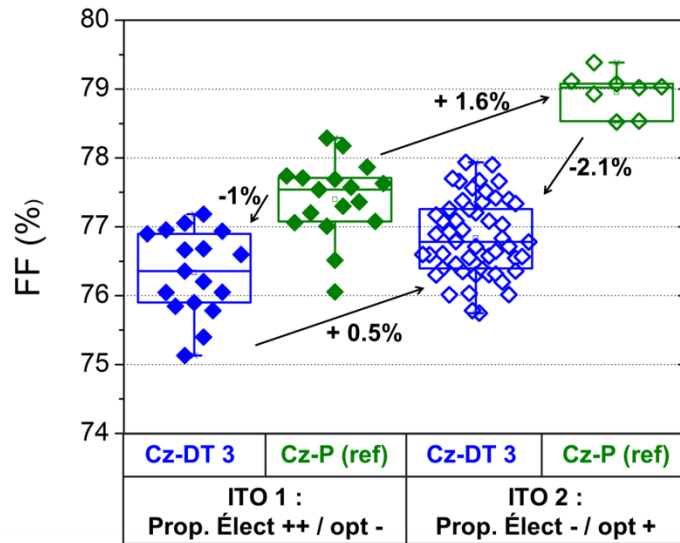 80
79
78
77
76
75
74
FF (%)
+ 1.6%
-1%
-2.1%
+ 0.5%
Cz-DT 3
Cz-P (ref)
Cz-DT 3
Cz-P (ref)
ITO 1 :
Prop. Élect ++ / opt -
ITO 2 :
Prop. Élect - / opt +